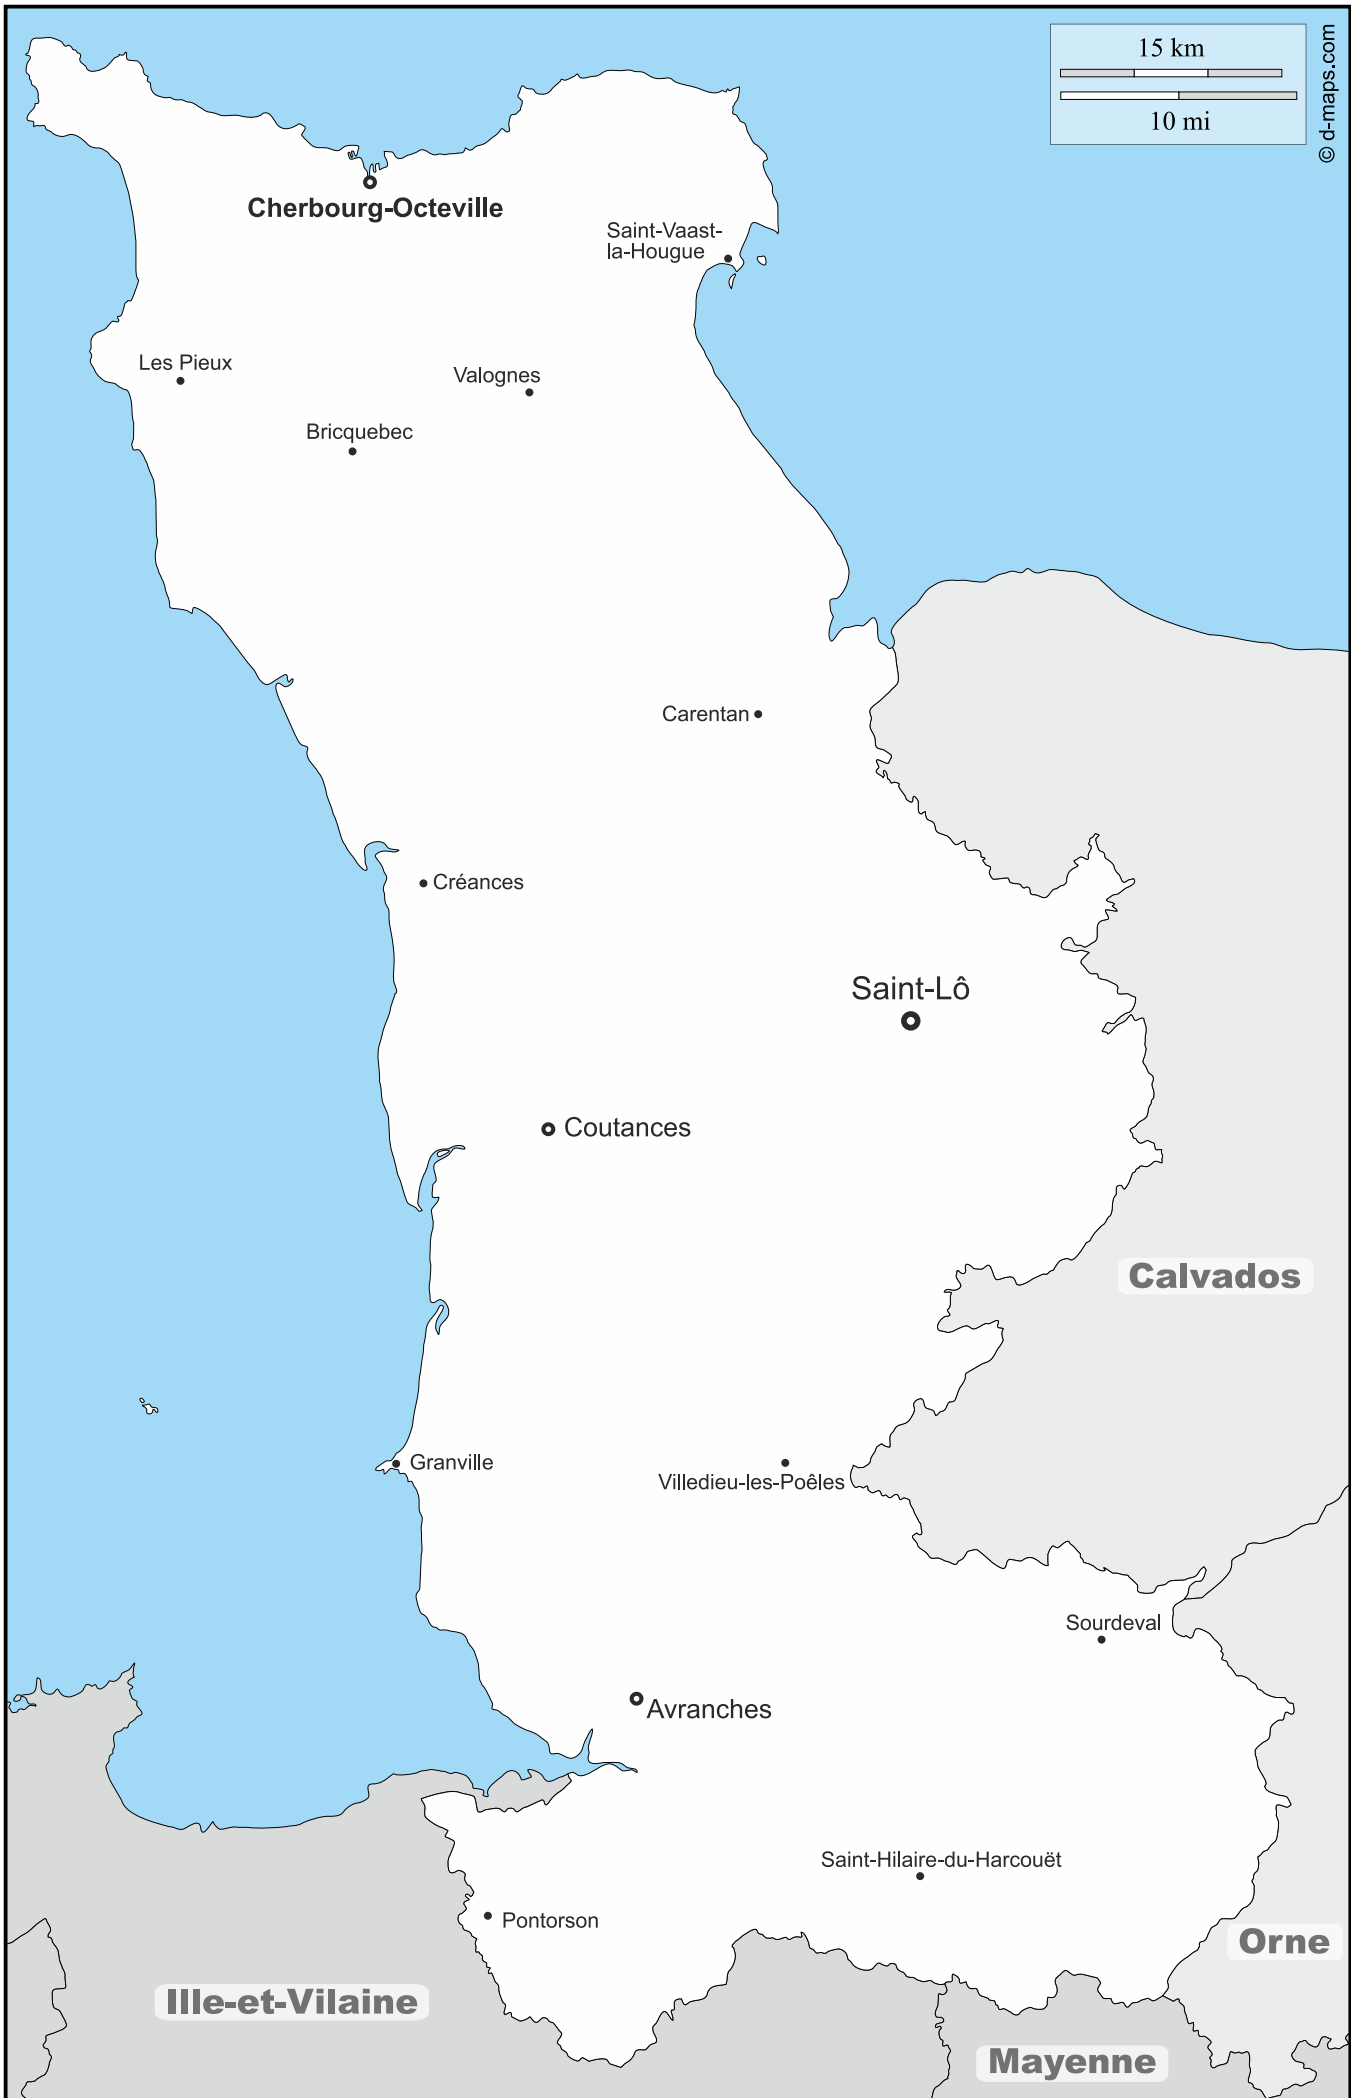 15 km
10 mi
© d-maps.com
Cherbourg-Octeville
Saint-Vaast-
la-Hougue
Les Pieux
Valognes
Bricquebec
Carentan
Créances
Saint-Lô
Coutances
Calvados
Granville
Villedieu-les-Poêles
Sourdeval
Avranches
Saint-Hilaire-du-Harcouët
Pontorson
Orne
Ille-et-Vilaine
Mayenne